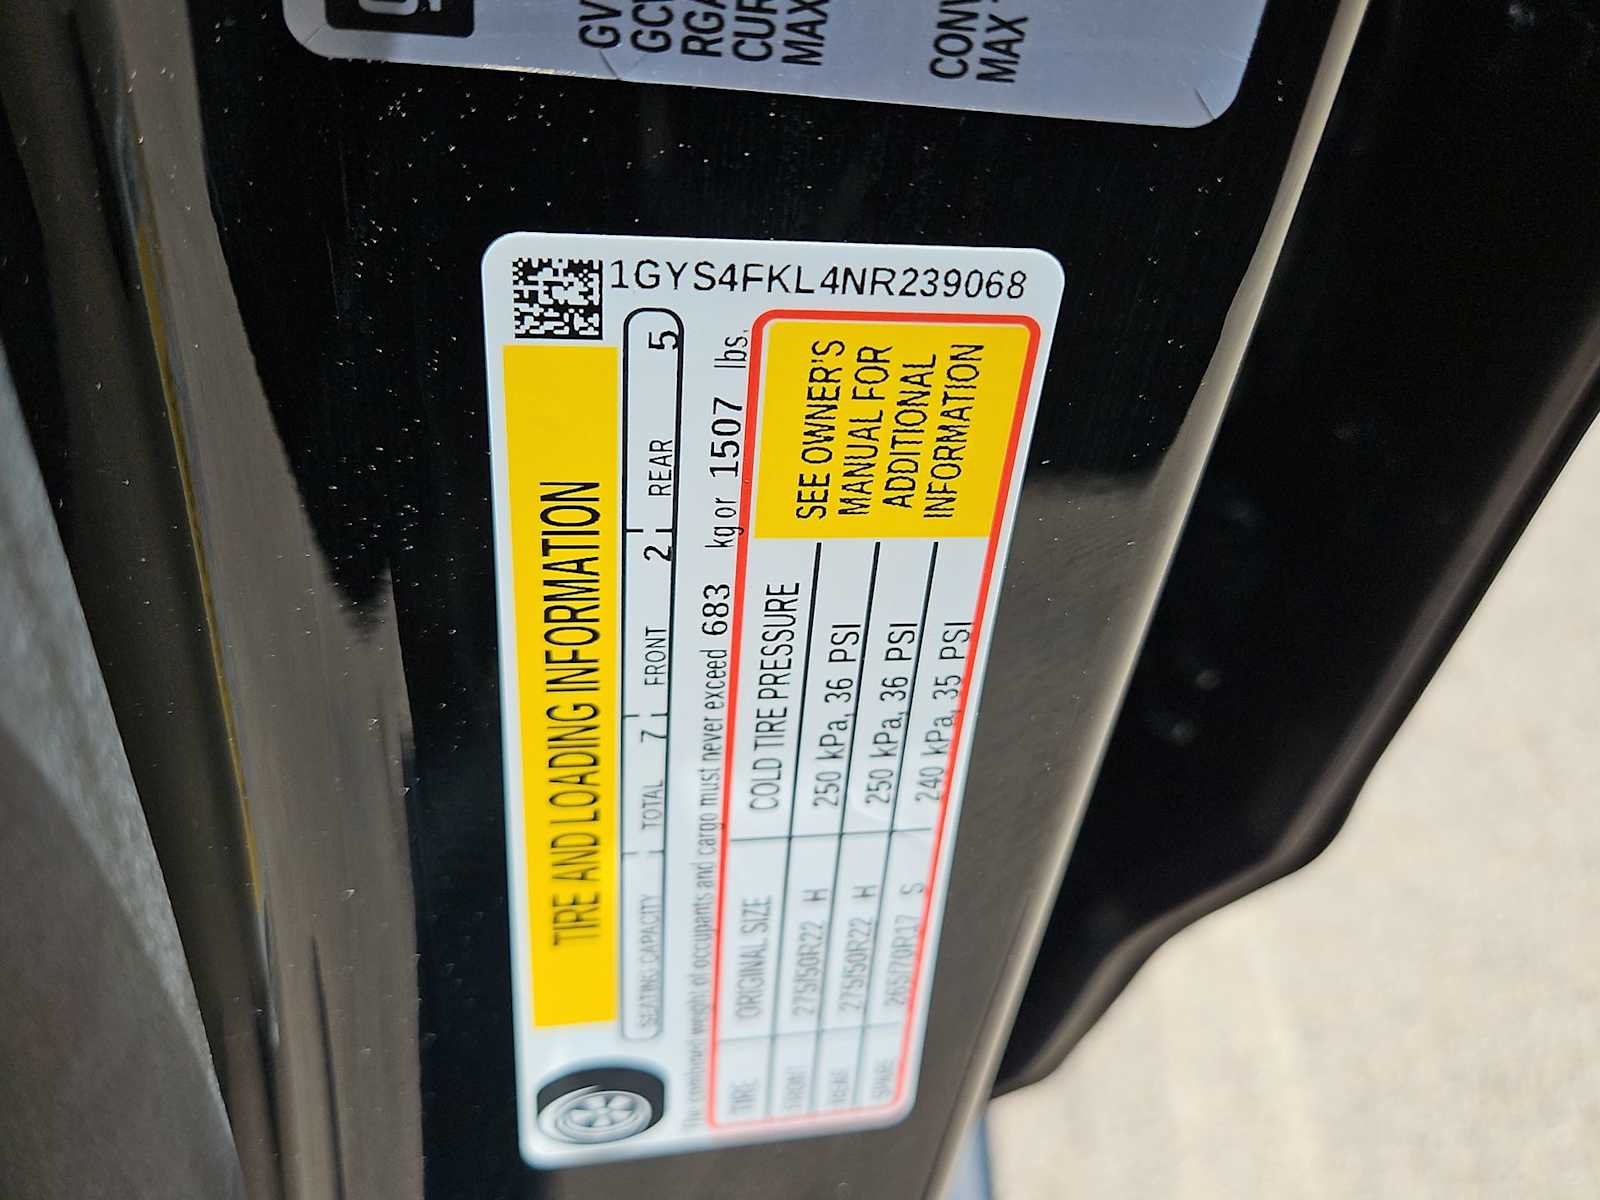 GV
GC
RGA
CUR
MAX
CON
MAX
1GYS4FKL4NR239068
TIRE AND LOADING INFORMATION
SEATING CAPACITY TOTAL 7 FRONT 2 REAR 5
The combined weight of occupants and cargo must never exceed 683 kg or 1507 lbs.
TIRE ORIGINAL SIZE COLD TIRE PRESSURE
FRONT 275/50R22 H 250 kPa, 36 PSI
REAR 275/50R22 H 250 kPa, 36 PSI
SPARE 265/70R17 S 240 kPa, 35 PSI
SEE OWNER'S
MANUAL FOR
ADDITIONAL
INFORMATION